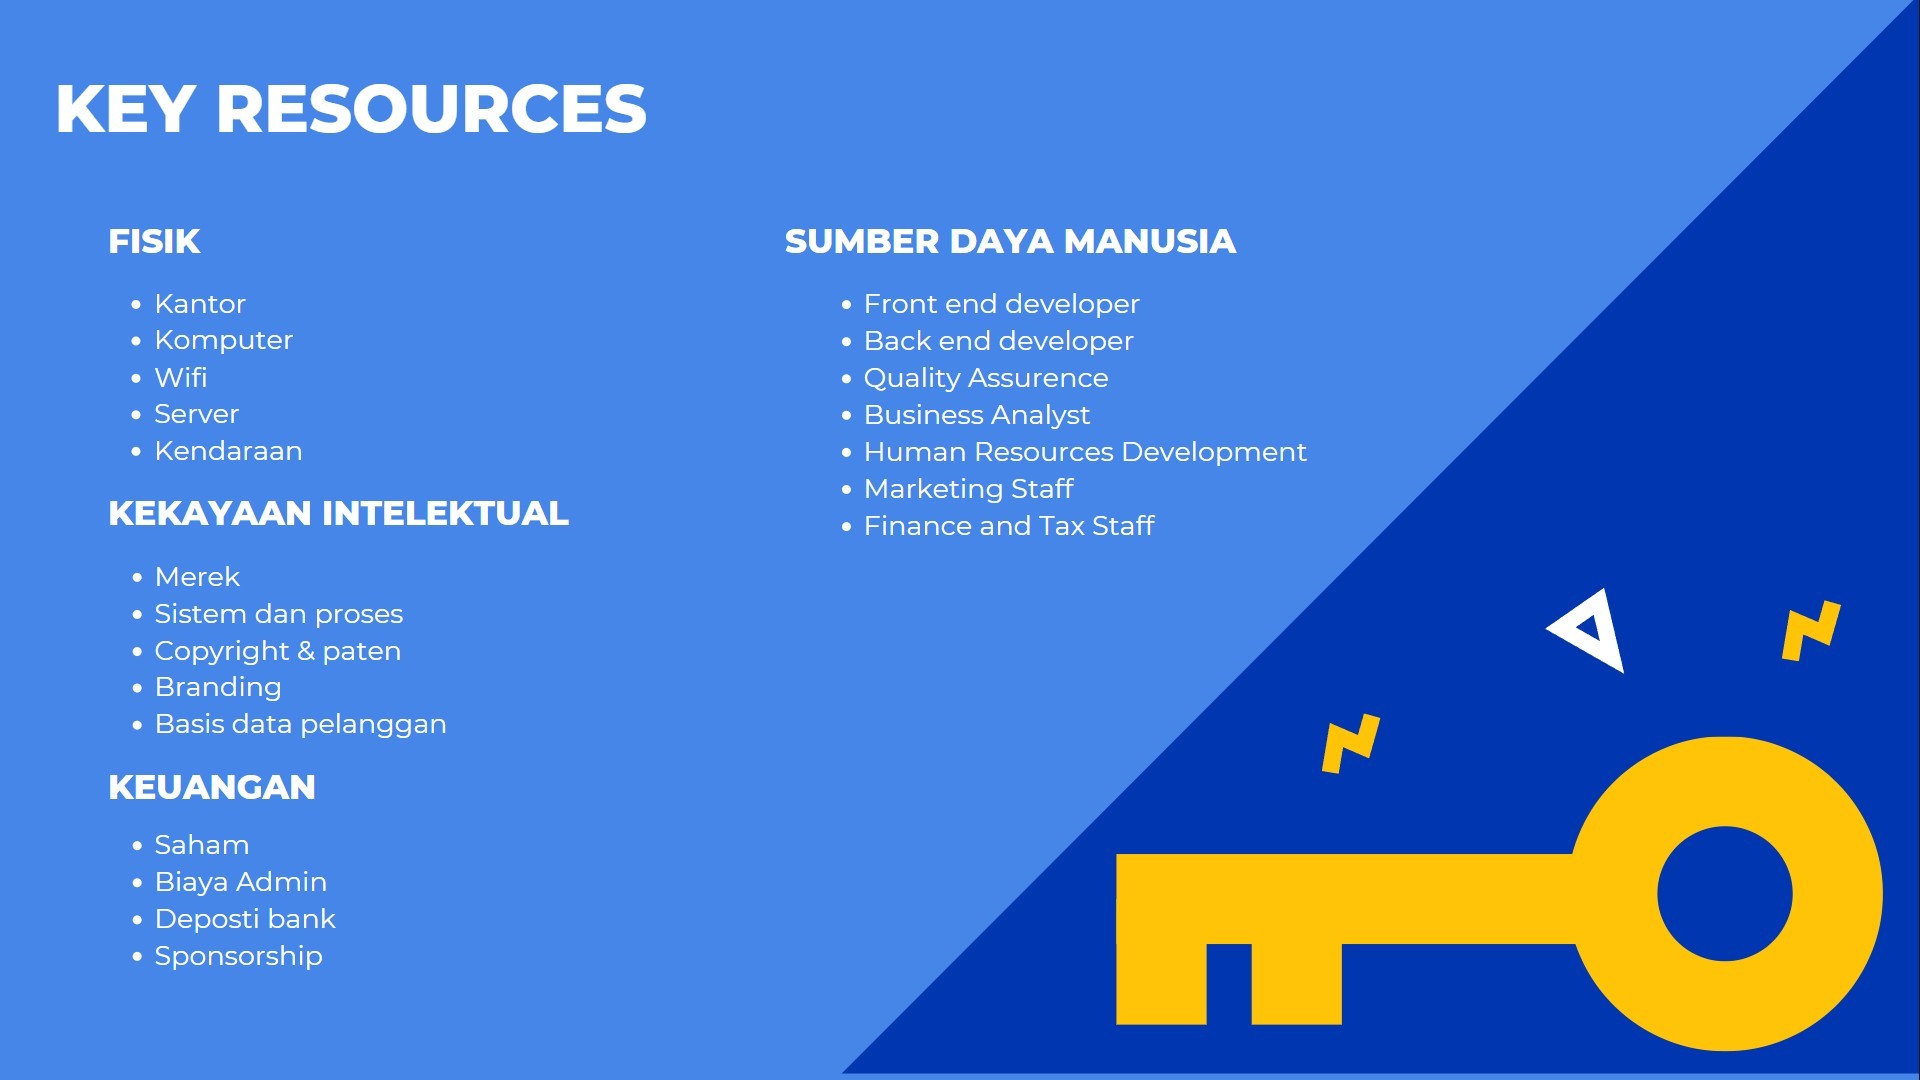 KEY RESOURCES
FISIK
Kantor
Komputer
Wifi
Server
Kendaraan
KEKAYAAN INTELEKTUAL
Merek
Sistem dan proses
Copyright & paten
Branding
Basis data pelanggan
KEUANGAN
Saham
Biaya Admin
Deposti bank
Sponsorship
SUMBER DAYA MANUSIA
Front end developer
Back end developer
Quality Assurence
Business Analyst
Human Resources Development
Marketing Staff
Finance and Tax Staff